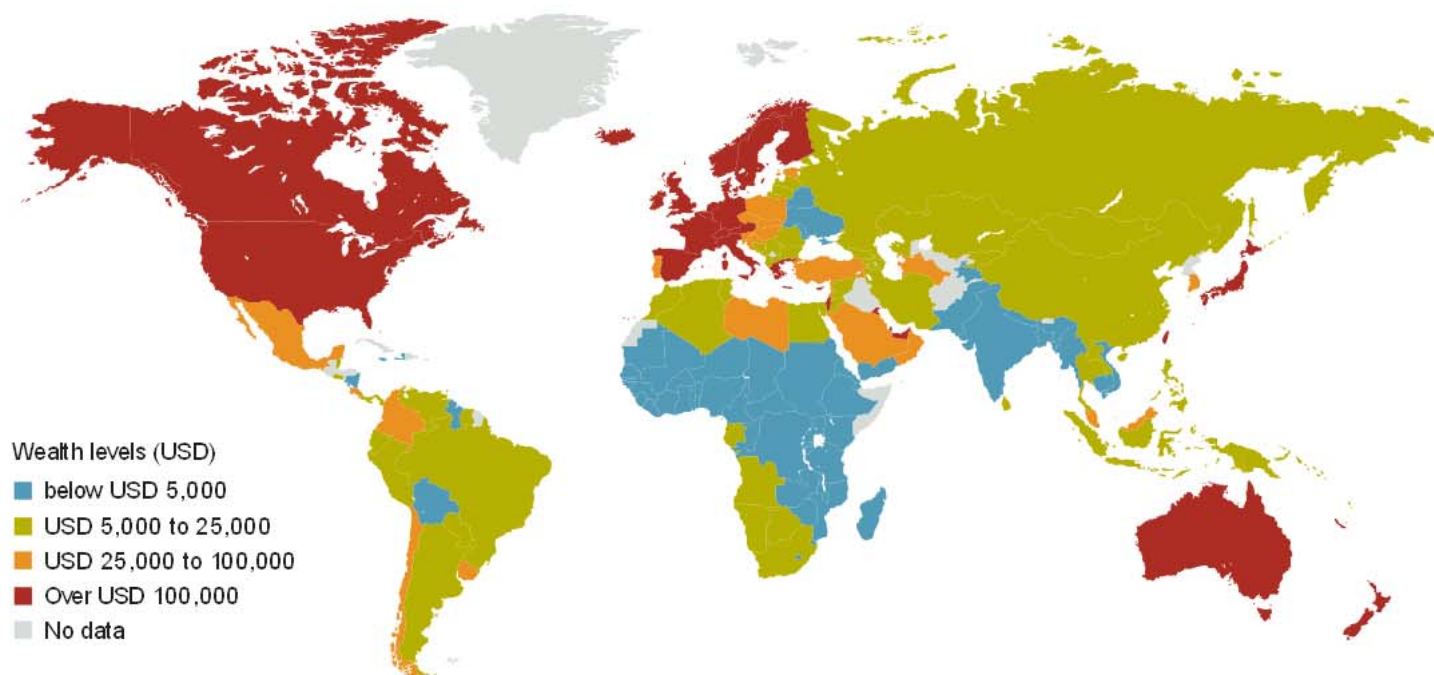 Wealth levels (USD)
below USD 5,000
USD 5,000 to 25,000
USD 25,000 to 100,000
Over USD 100,000
No data